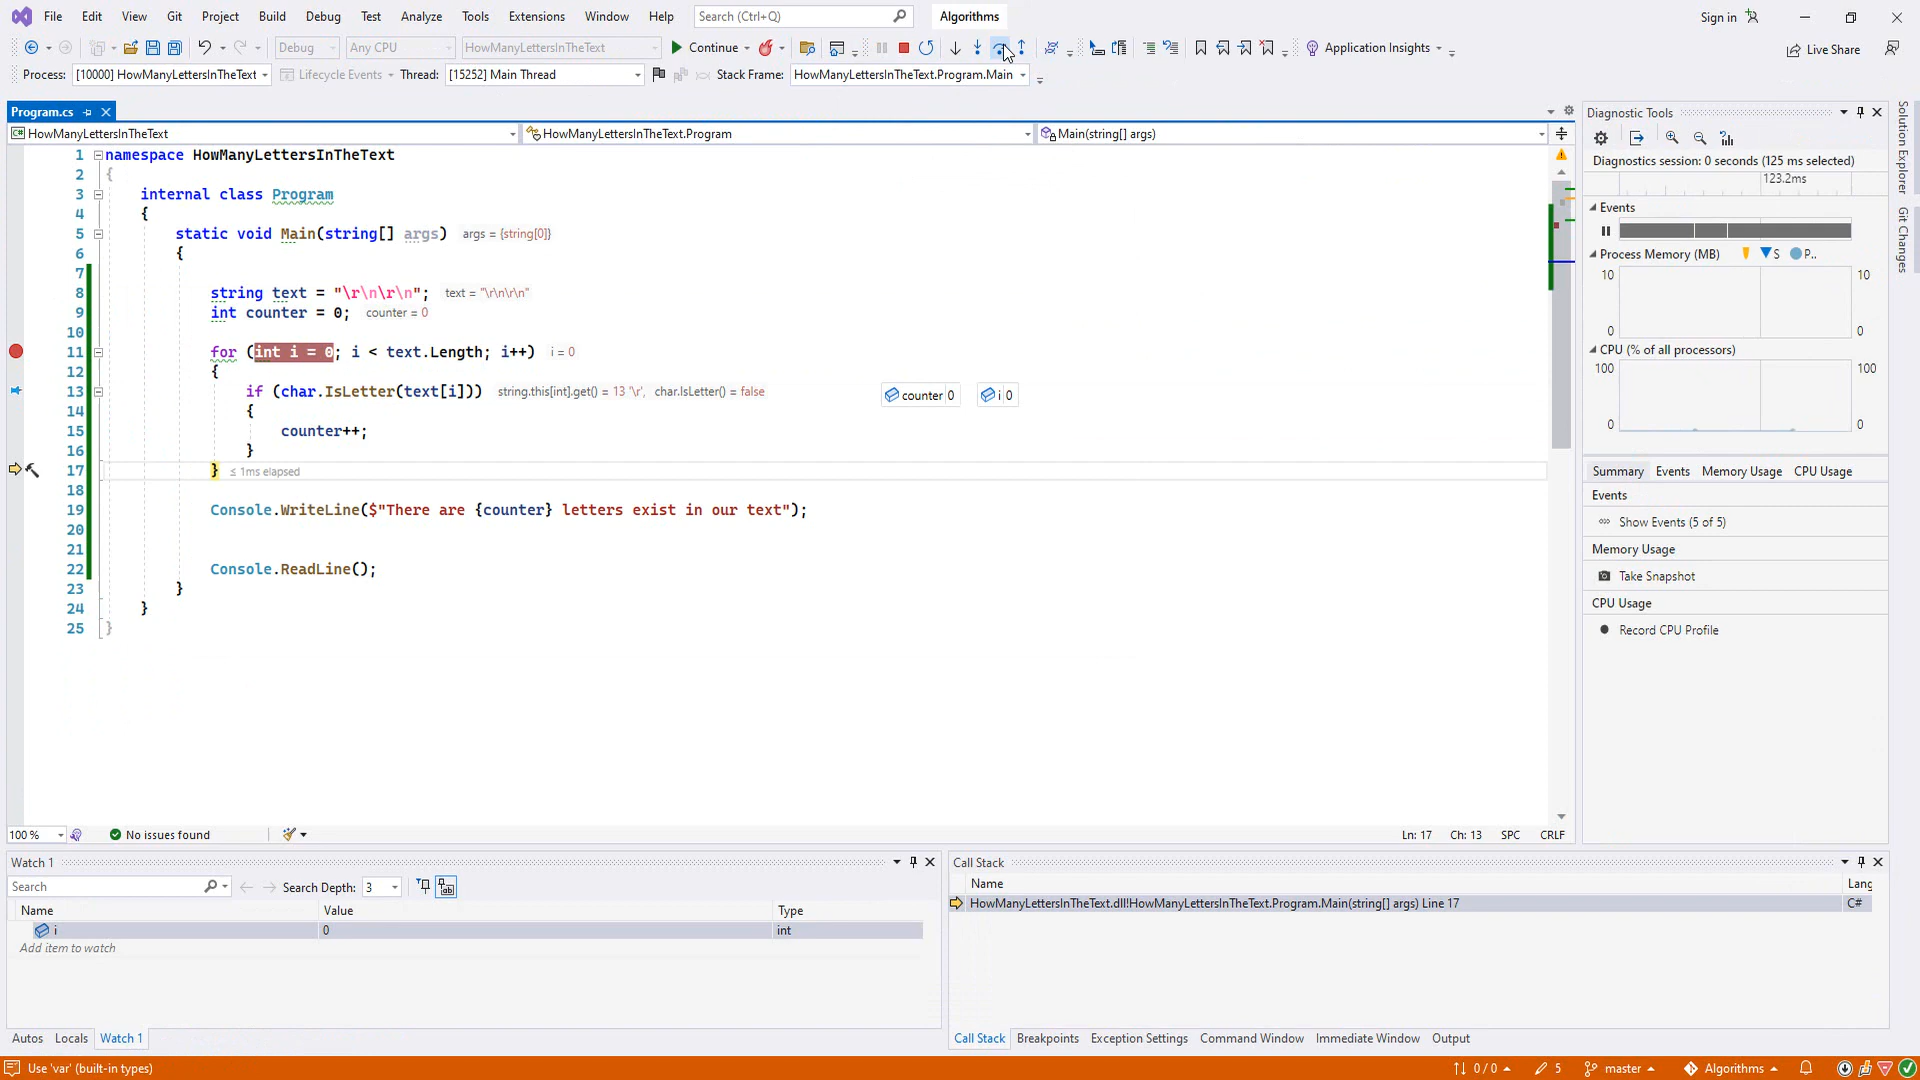 File Edit View Git Project Build Debug Test Analyze Tools Extensions Window Help Search (Ctrl+Q) Algorithms Sign in
Debug Any CPU HowManyLettersInTheText Continue Application Insights Live Share
Process: [10000] HowManyLettersInTheText Lifecycle Events Thread: [15252] Main Thread Stack Frame: HowManyLettersInTheText.Program.Main
Program.cs
HowManyLettersInTheText HowManyLettersInTheText.Program Main(string[] args)
1 namespace HowManyLettersInTheText
2 {
3 internal class Program
4 {
5 static void Main(string[] args) args = {string[0]}
6 {
7
8 string text = "\r\n\r\n"; text = "\r\n\r\n"
9 int counter = 0; counter = 0
10
11 for (int i = 0; i < text.Length; i++) i = 0
12 {
13 if (char.IsLetter(text[i])) string.this[int].get() = 13 '\r', char.IsLetter() = false counter 0 i 0
14 {
15 counter++;
16 }
17 } ≤ 1ms elapsed
18
19 Console.WriteLine($"There are {counter} letters exist in our text");
20
21
22 Console.ReadLine();
23 }
24 }
25 }
100 % No issues found Ln: 17 Ch: 13 SPC CRLF
Diagnostic Tools
Diagnostics session: 0 seconds (125 ms selected)
123.2ms
Events
Process Memory (MB) S P..
10 10
0 0
CPU (% of all processors)
100 100
0 0
Summary Events Memory Usage CPU Usage
Events
Show Events (5 of 5)
Memory Usage
Take Snapshot
CPU Usage
Record CPU Profile
Solution Explorer
Git Changes
Watch 1
Search Search Depth: 3
Name Value Type
i 0 int
Add item to watch
Autos Locals Watch 1
Call Stack
Name Lang
HowManyLettersInTheText.dll!HowManyLettersInTheText.Program.Main(string[] args) Line 17 C#
Call Stack Breakpoints Exception Settings Command Window Immediate Window Output
Use 'var' (built-in types) 0 / 0 5 master Algorithms